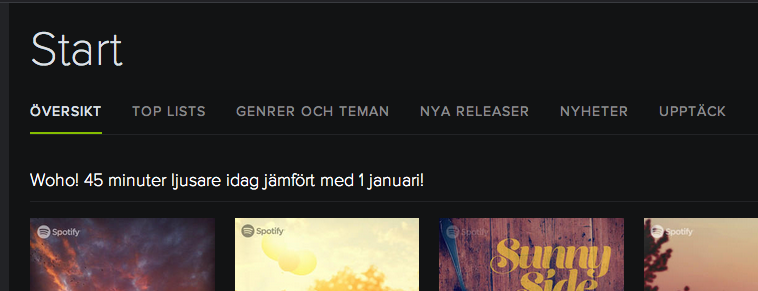 Start
ÖVERSIKT TOP LISTS GENRER OCH TEMAN NYA RELEASER NYHETER UPPTÄCK
Woho! 45 minuter ljusare idag jämfört med 1 januari!
Spotify Spotify Spotify Spotify
Sunny
Side